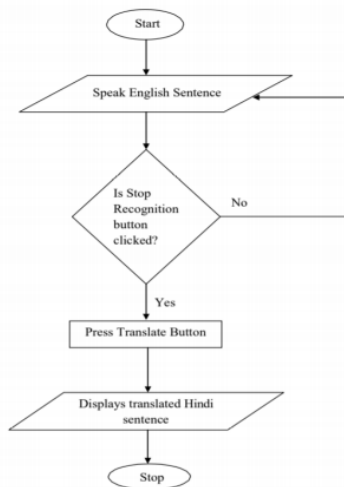 Start
Speak English Sentence
Is Stop
Recognition
button
clicked?
No
Yes
Press Translate Button
Displays translated Hindi
sentence
Stop